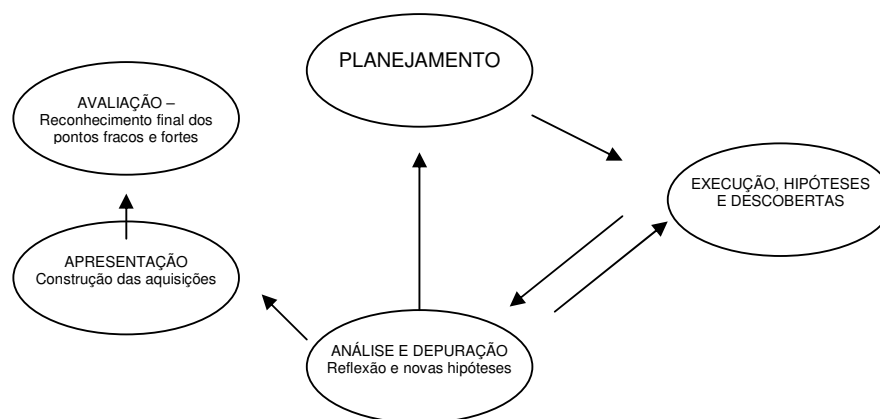 PLANEJAMENTO
AVALIAÇÃO –
Reconhecimento final dos
pontos fracos e fortes
EXECUÇÃO, HIPÓTESES
E DESCOBERTAS
APRESENTAÇÃO
Construção das aquisições
ANÁLISE E DEPURAÇÃO
Reflexão e novas hipóteses